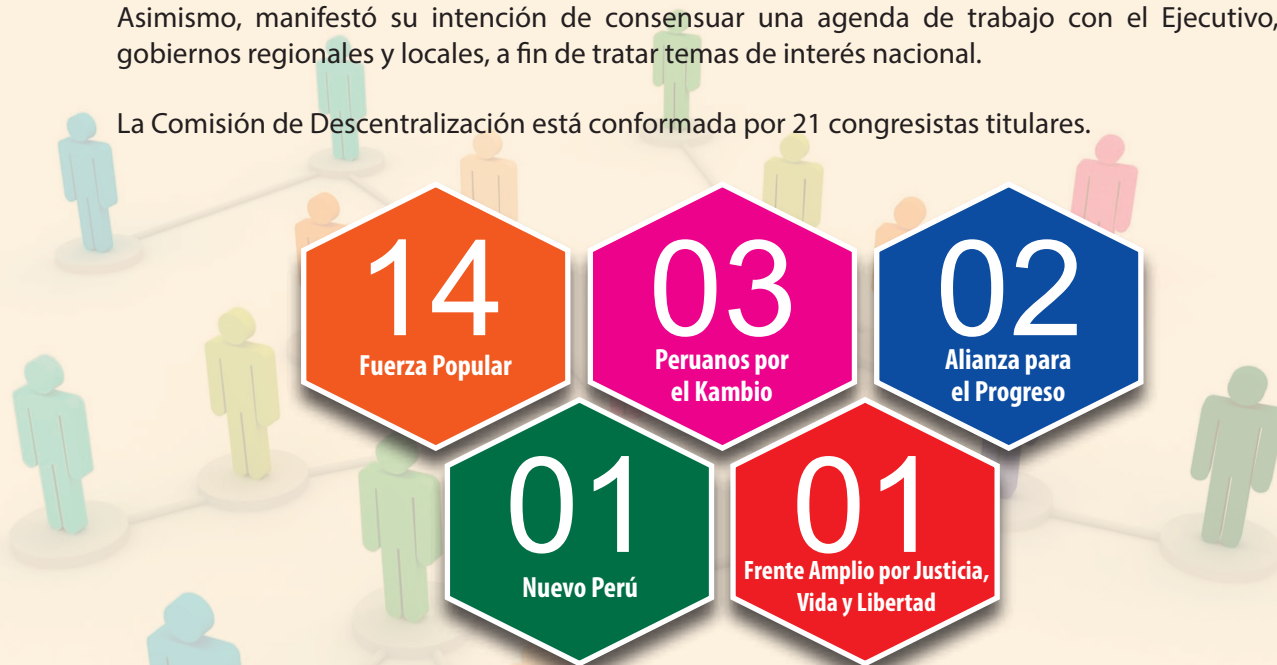 Asimismo, manifestó su intención de consensuar una agenda de trabajo con el Ejecutivo,
gobiernos regionales y locales, a fin de tratar temas de interés nacional.
La Comisión de Descentralización está conformada por 21 congresistas titulares.
14
Fuerza Popular
03
Peruanos por
el Kambio
02
Alianza para
el Progreso
01
Nuevo Perú
01
Frente Amplio por Justicia,
Vida y Libertad